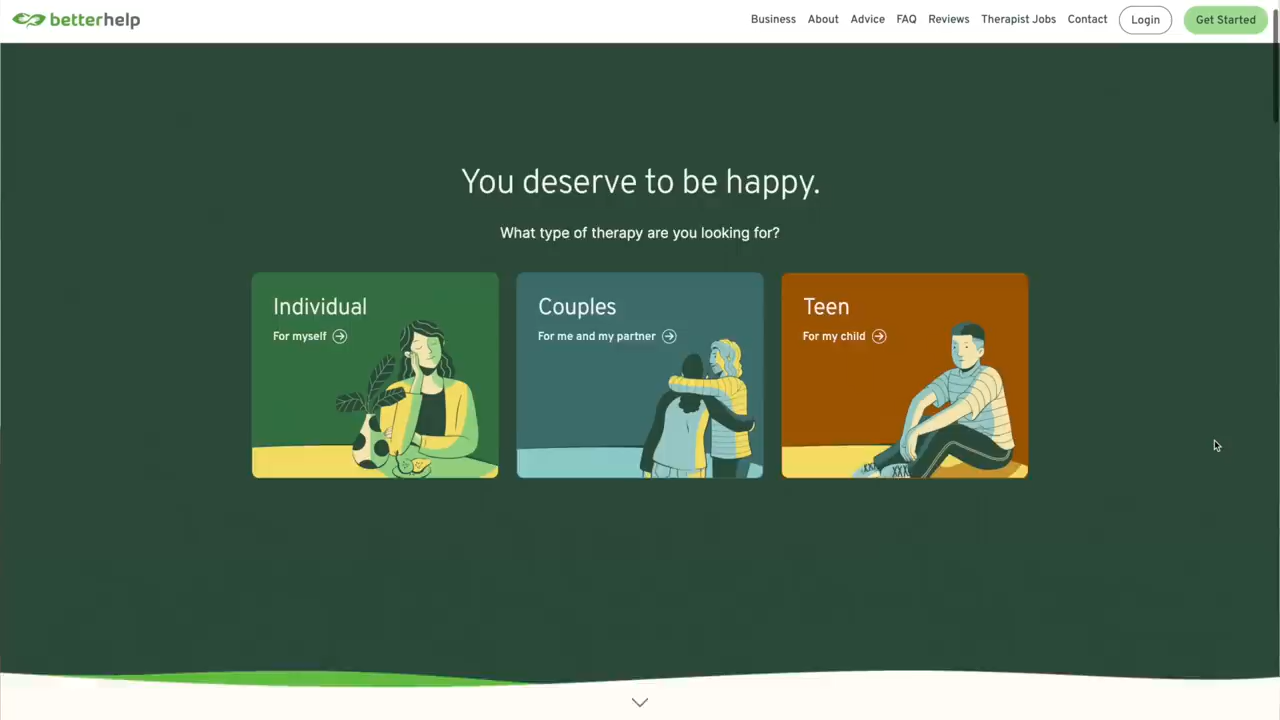 betterhelp
Business About Advice FAQ Reviews Therapist Jobs Contact Login Get Started
You deserve to be happy.
What type of therapy are you looking for?
Individual
For myself
Couples
For me and my partner
Teen
For my child